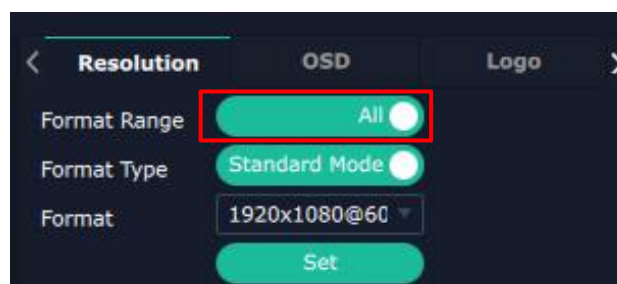 Resolution OSD Logo
Format Range All
Format Type Standard Mode
Format 1920x1080@60
Set